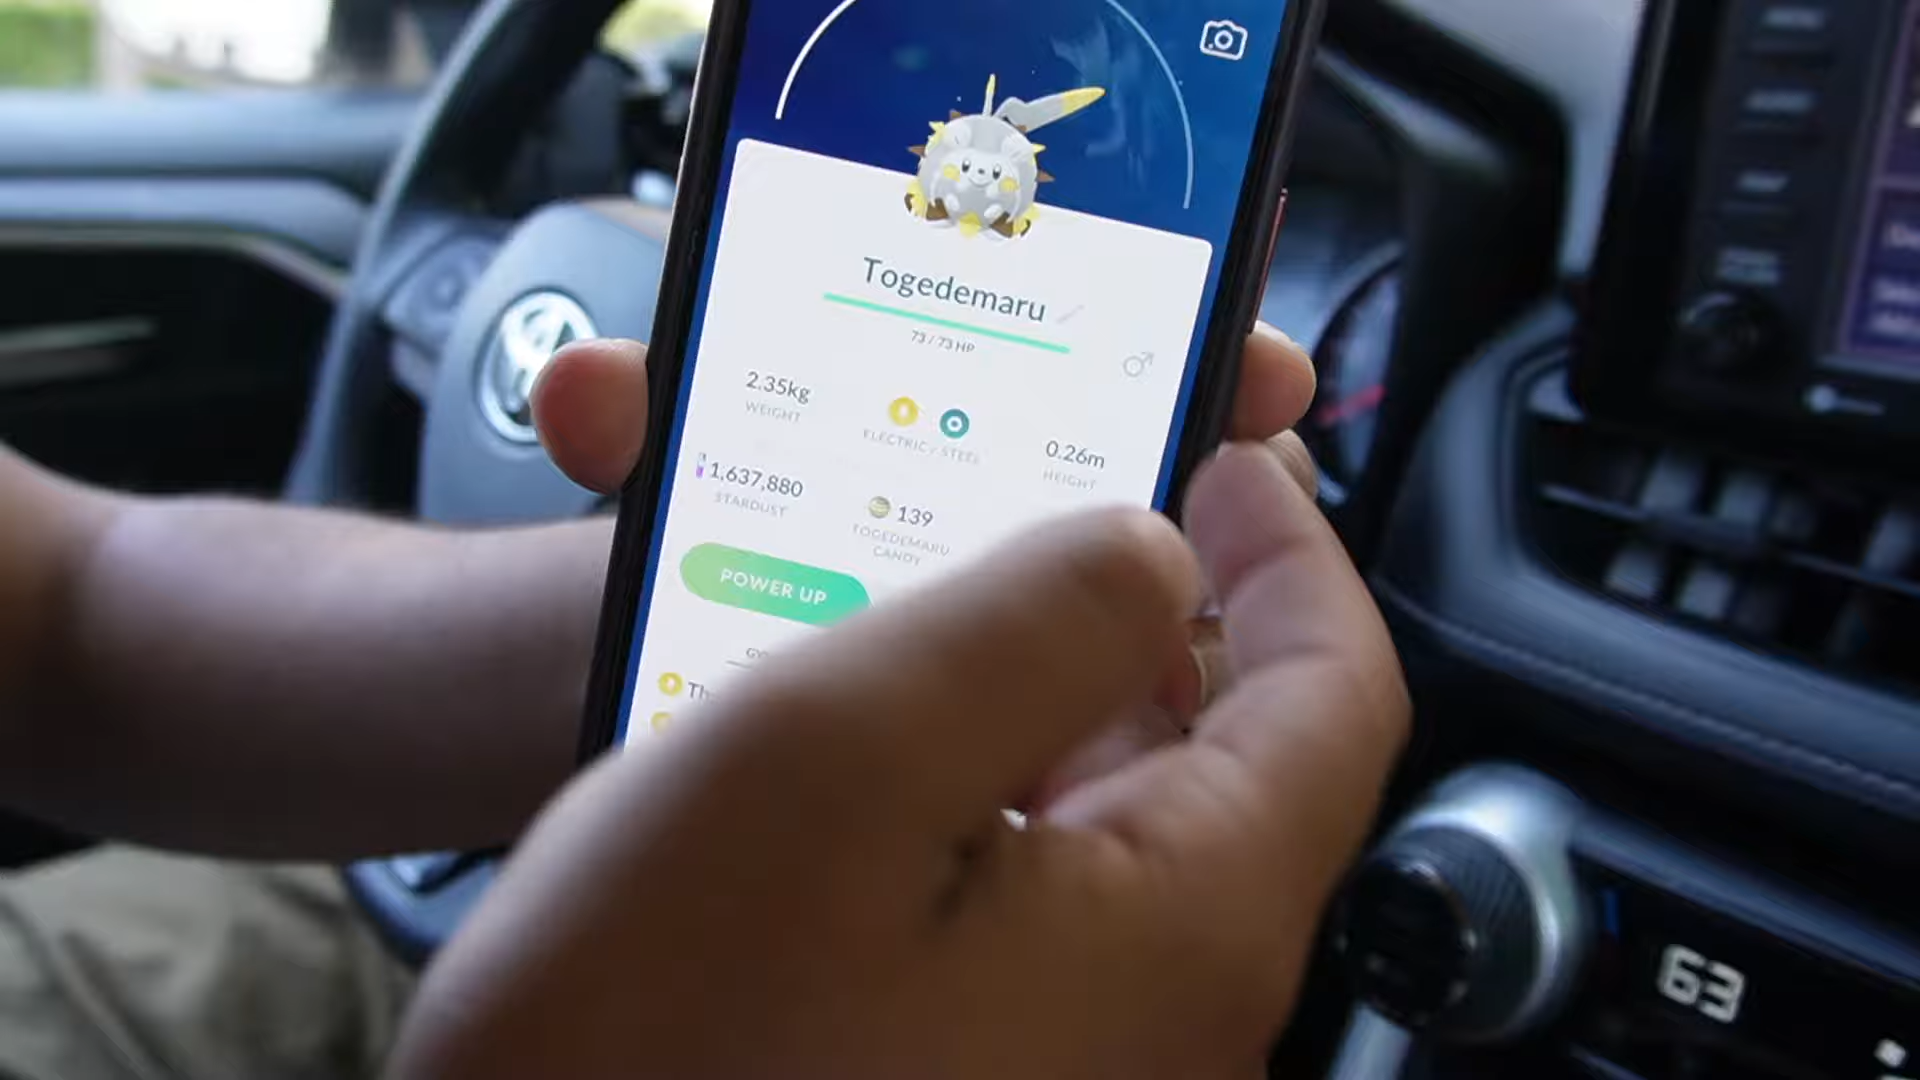 Togedemaru
73 / 73 HP
2.35kg
WEIGHT
ELECTRIC / STEEL
0.26m
HEIGHT
1,637,880
STARDUST
139
TOGEDEMARU
CANDY
POWER UP
63